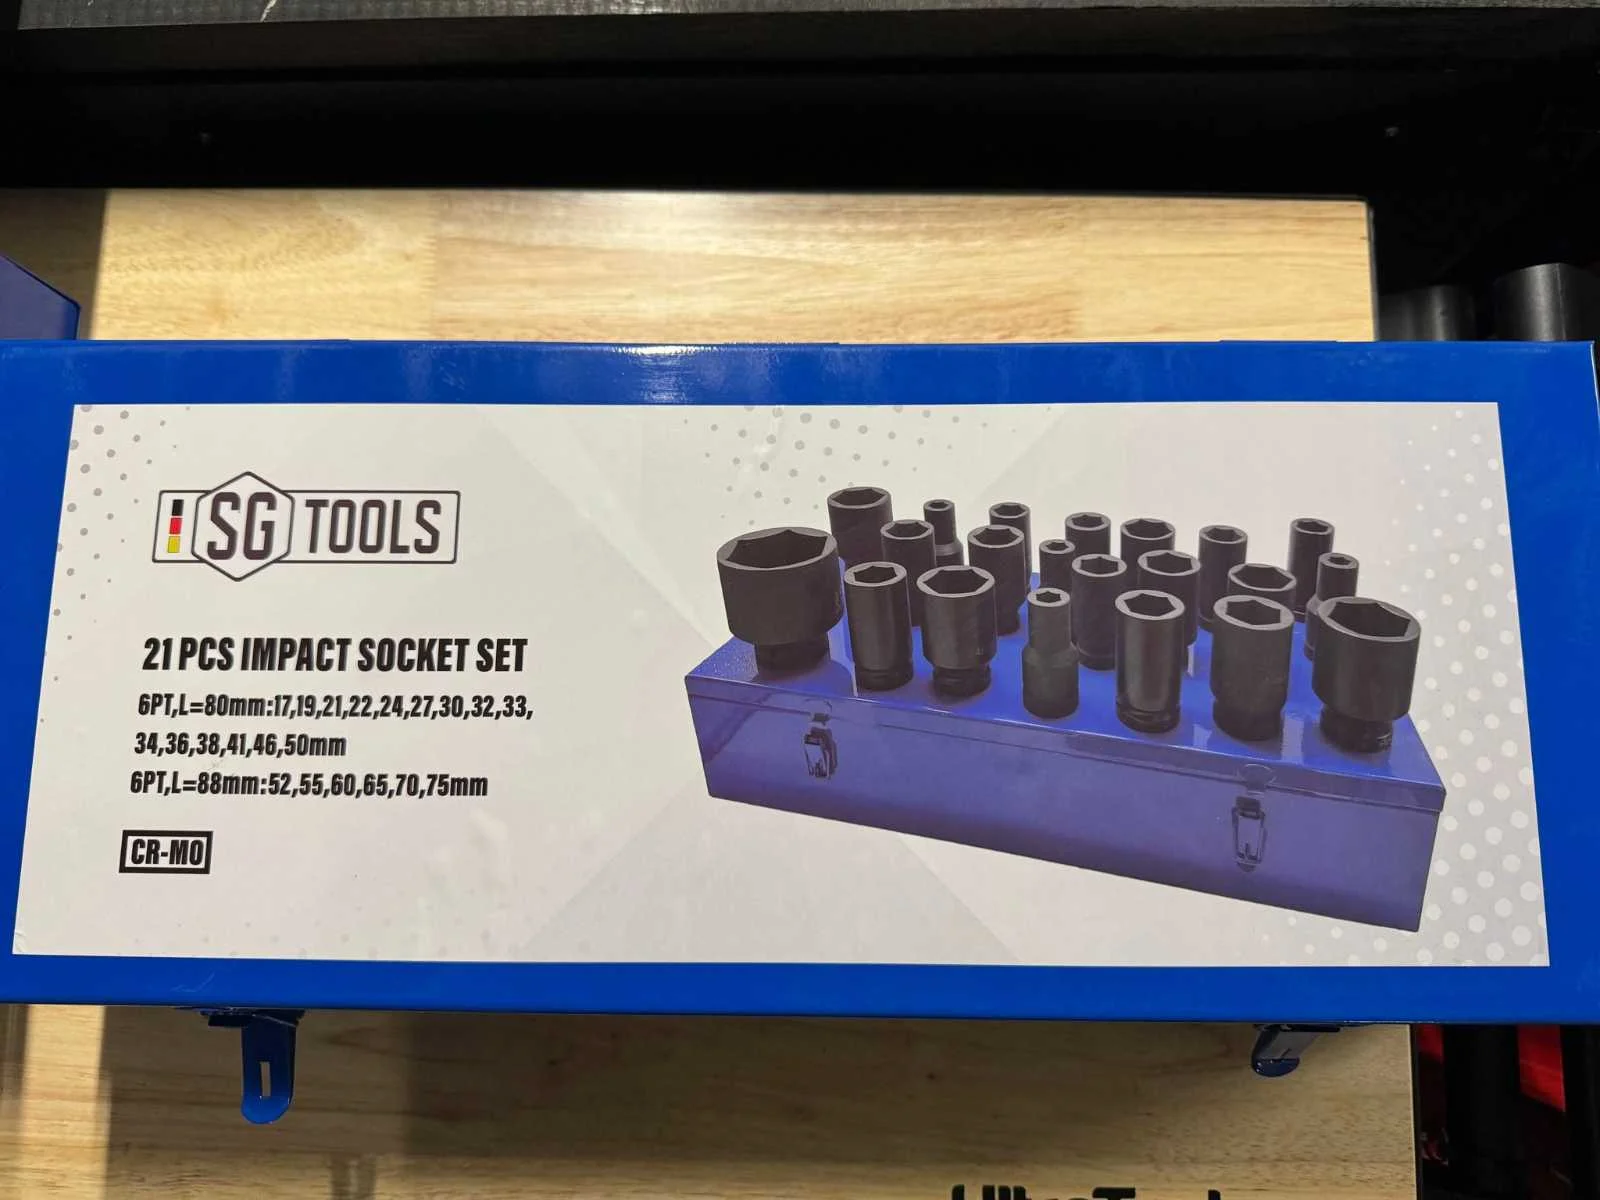 SG TOOLS
21 PCS IMPACT SOCKET SET
6PT,L=80mm:17,19,21,22,24,27,30,32,33,
34,36,38,41,46,50mm
6PT,L=88mm:52,55,60,65,70,75mm
CR-MO